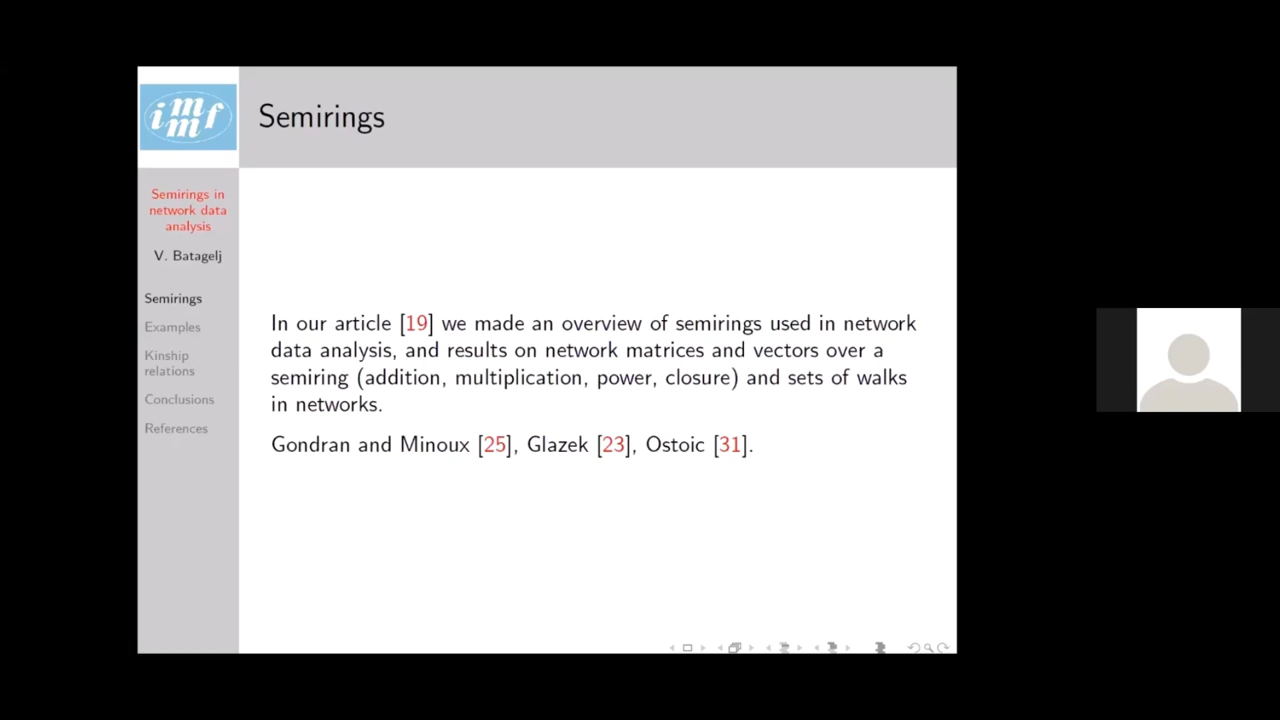 immf
Semirings
Semirings in
network data
analysis
V. Batagelj
Semirings
Examples
Kinship
relations
Conclusions
References
In our article [19] we made an overview of semirings used in network
data analysis, and results on network matrices and vectors over a
semiring (addition, multiplication, power, closure) and sets of walks
in networks.
Gondran and Minoux [25], Glazek [23], Ostoic [31].